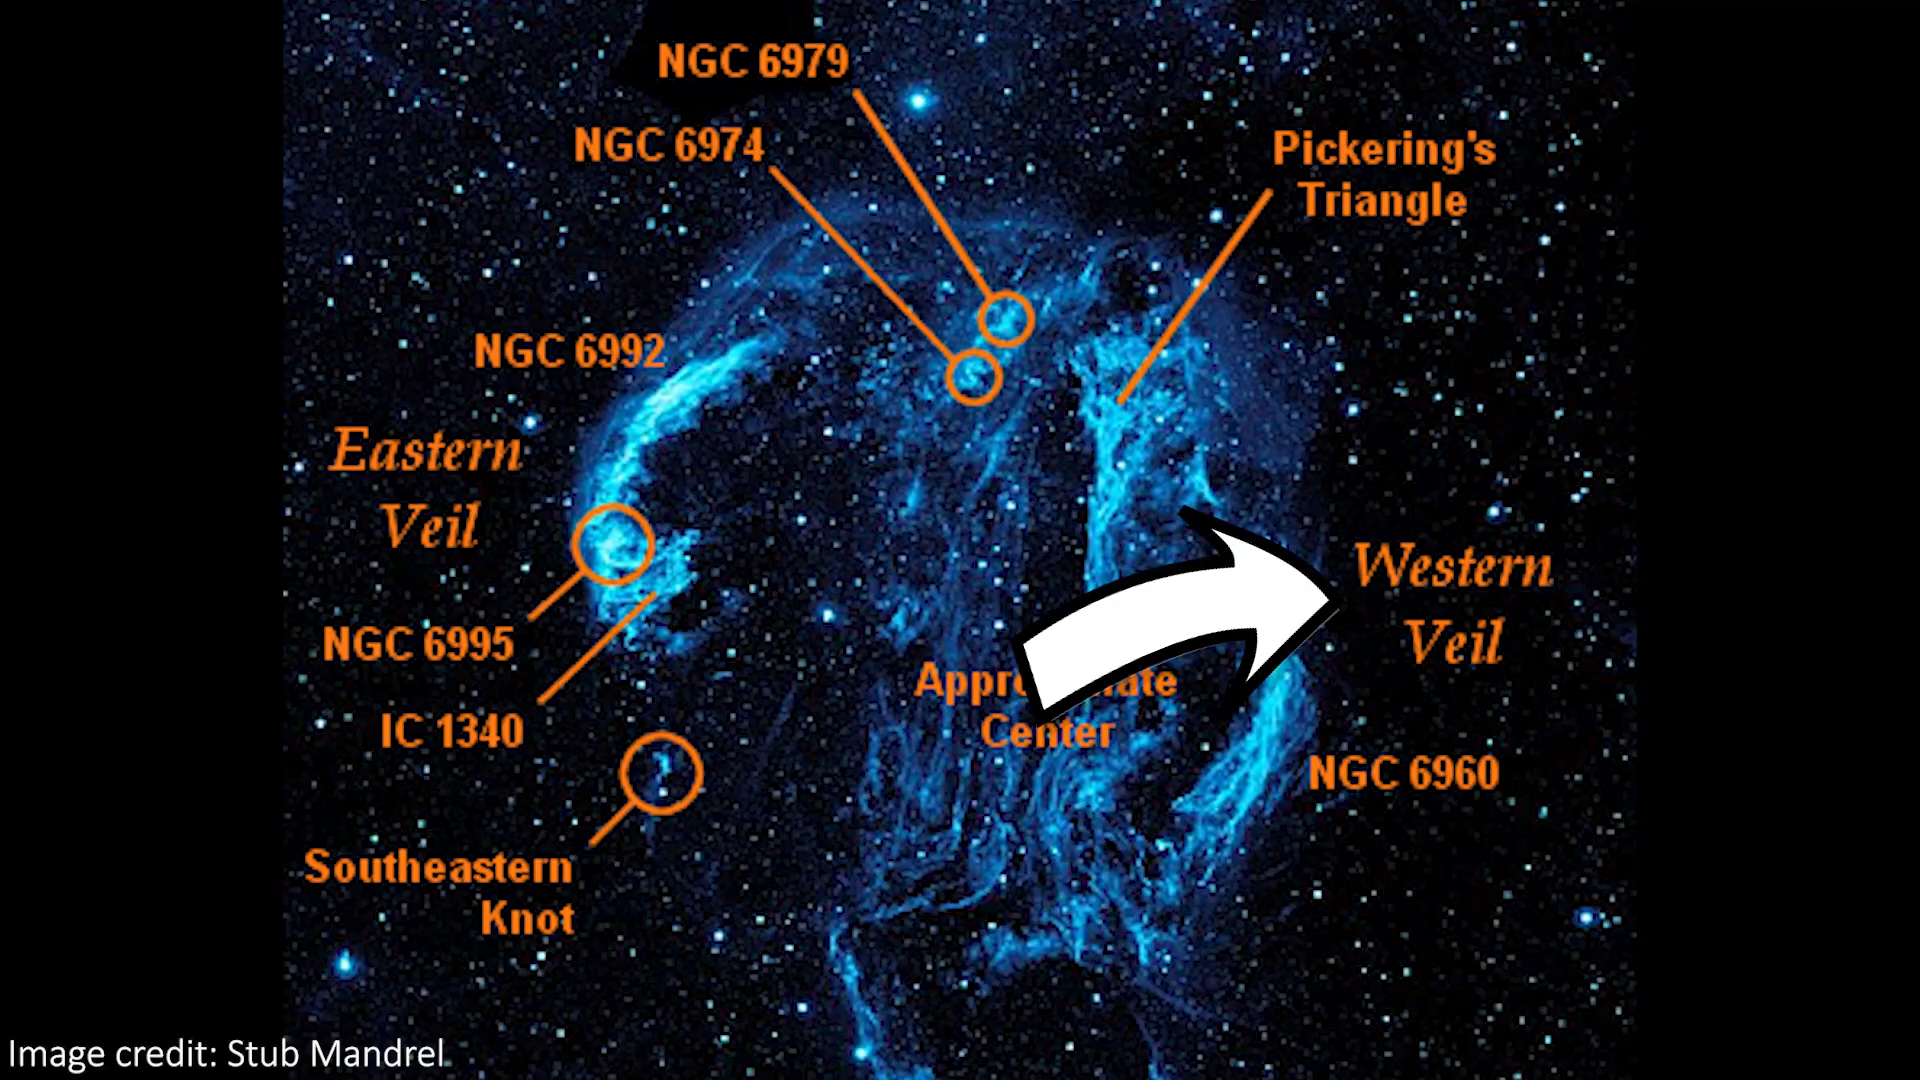 NGC 6979
NGC 6974
Pickering's
Triangle
NGC 6992
Eastern
Veil
Western
Veil
NGC 6995
IC 1340
Center
NGC 6960
Southeastern
Knot
Image credit: Stub Mandrel